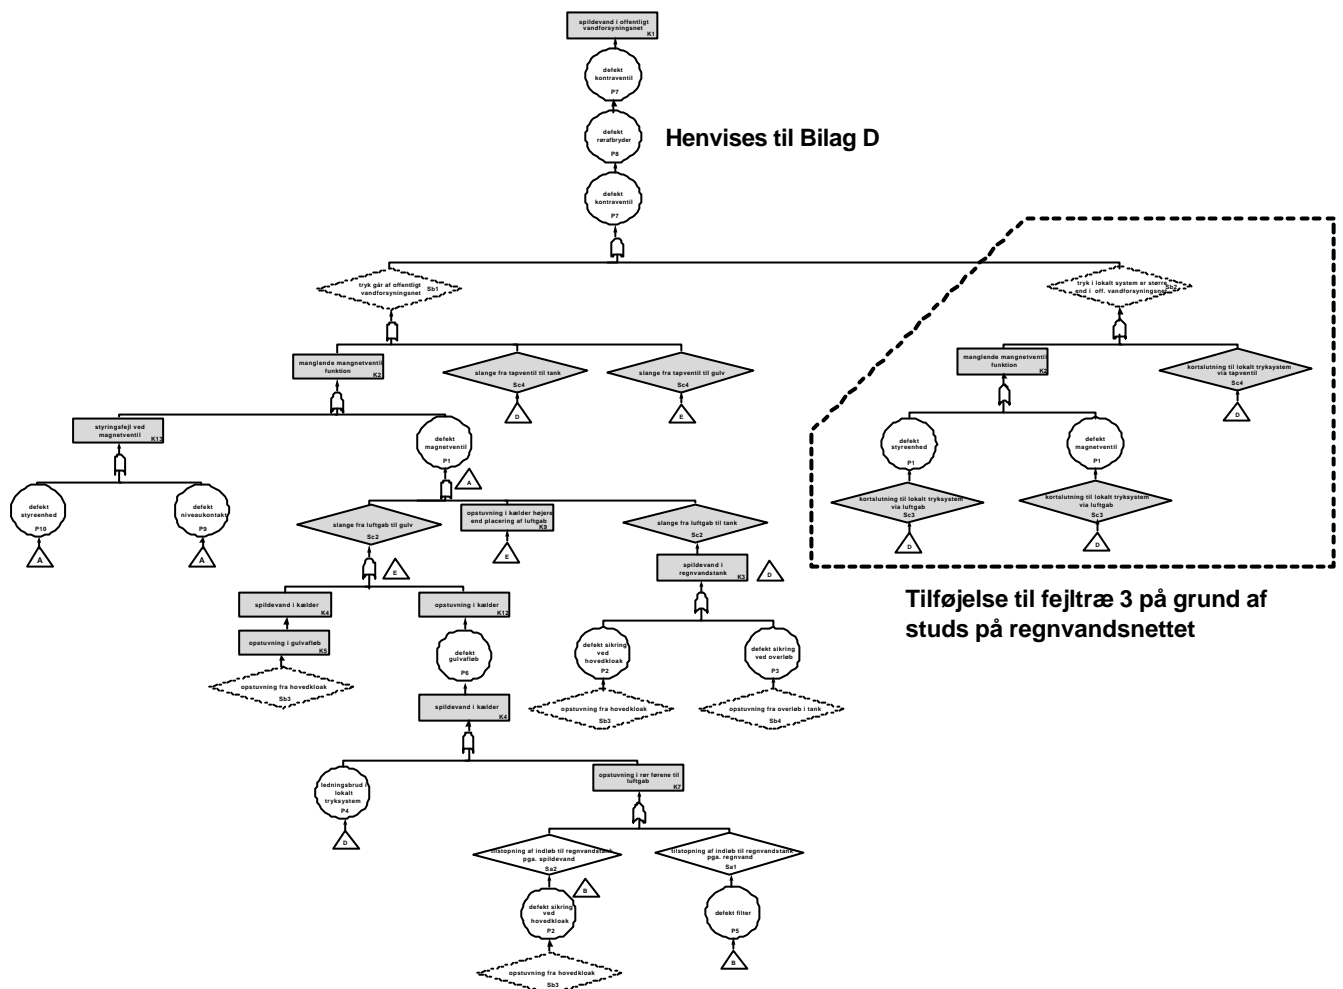 spildevand i offentligt
vandforsyningsnet
K1
defekt
kontraventil
P7
defekt
rørafbryder
P8
Henvises til Bilag D
defekt
kontraventil
P7
tryk går af offentligt
vandforsyningsnet
Sb1
tryk i lokalt system er større
end i off. vandforsyningsnet
Sb2
manglende mangnetventil
funktion
K2
slange fra tapventil til tank
Sc4
D
slange fra tapventil til gulv
Sc4
E
manglende mangnetventil
funktion
K2
kortslutning til lokalt tryksystem
via tapventil
Sc4
D
styringsfejl ved
magnetventil
K13
defekt
magnetventil
P1
A
defekt
styreenhed
P1
defekt
magnetventil
P1
kortslutning til lokalt tryksystem
via luftgab
Sc3
D
kortslutning til lokalt tryksystem
via luftgab
Sc3
D
defekt
styreenhed
P10
A
defekt
niveaukontakt
P9
A
slange fra luftgab til gulv
Sc2
E
opstuvning i kælder højere
end placering af luftgab
K9
E
slange fra luftgab til tank
Sc2
spildevand i
regnvandstank
K3
D
Tilføjelse til fejltræ 3 på grund af
studs på regnvandsnettet
spildevand i kælder
K4
opstuvning i gulvafløb
K5
opstuvning fra hovedkloak
Sb3
opstuvning i kælder
K12
defekt
gulvafløb
P6
spildevand i kælder
K4
defekt sikring
ved
hovedkloak
P2
opstuvning fra hovedkloak
Sb3
defekt sikring
ved overløb
P3
opstuvning fra overløb i tank
Sb4
ledningsbrud i
lokalt
tryksystem
P4
D
opstuvning i rør førene til
luftgab
K7
tilstopning af indløb til regnvandstank
pga. spildevand
Sa2
B
defekt sikring
ved
hovedkloak
P2
opstuvning fra hovedkloak
Sb3
tilstopning af indløb til regnvandstank
pga. regnvand
Sa1
defekt filter
P5
B